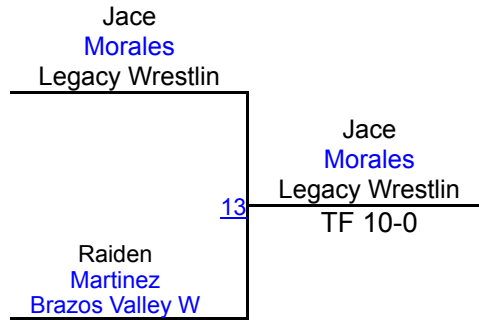 Jace
Morales
Legacy Wrestlin
Jace
Morales
Legacy Wrestlin
13
TF 10-0
Raiden
Martinez
Brazos Valley W